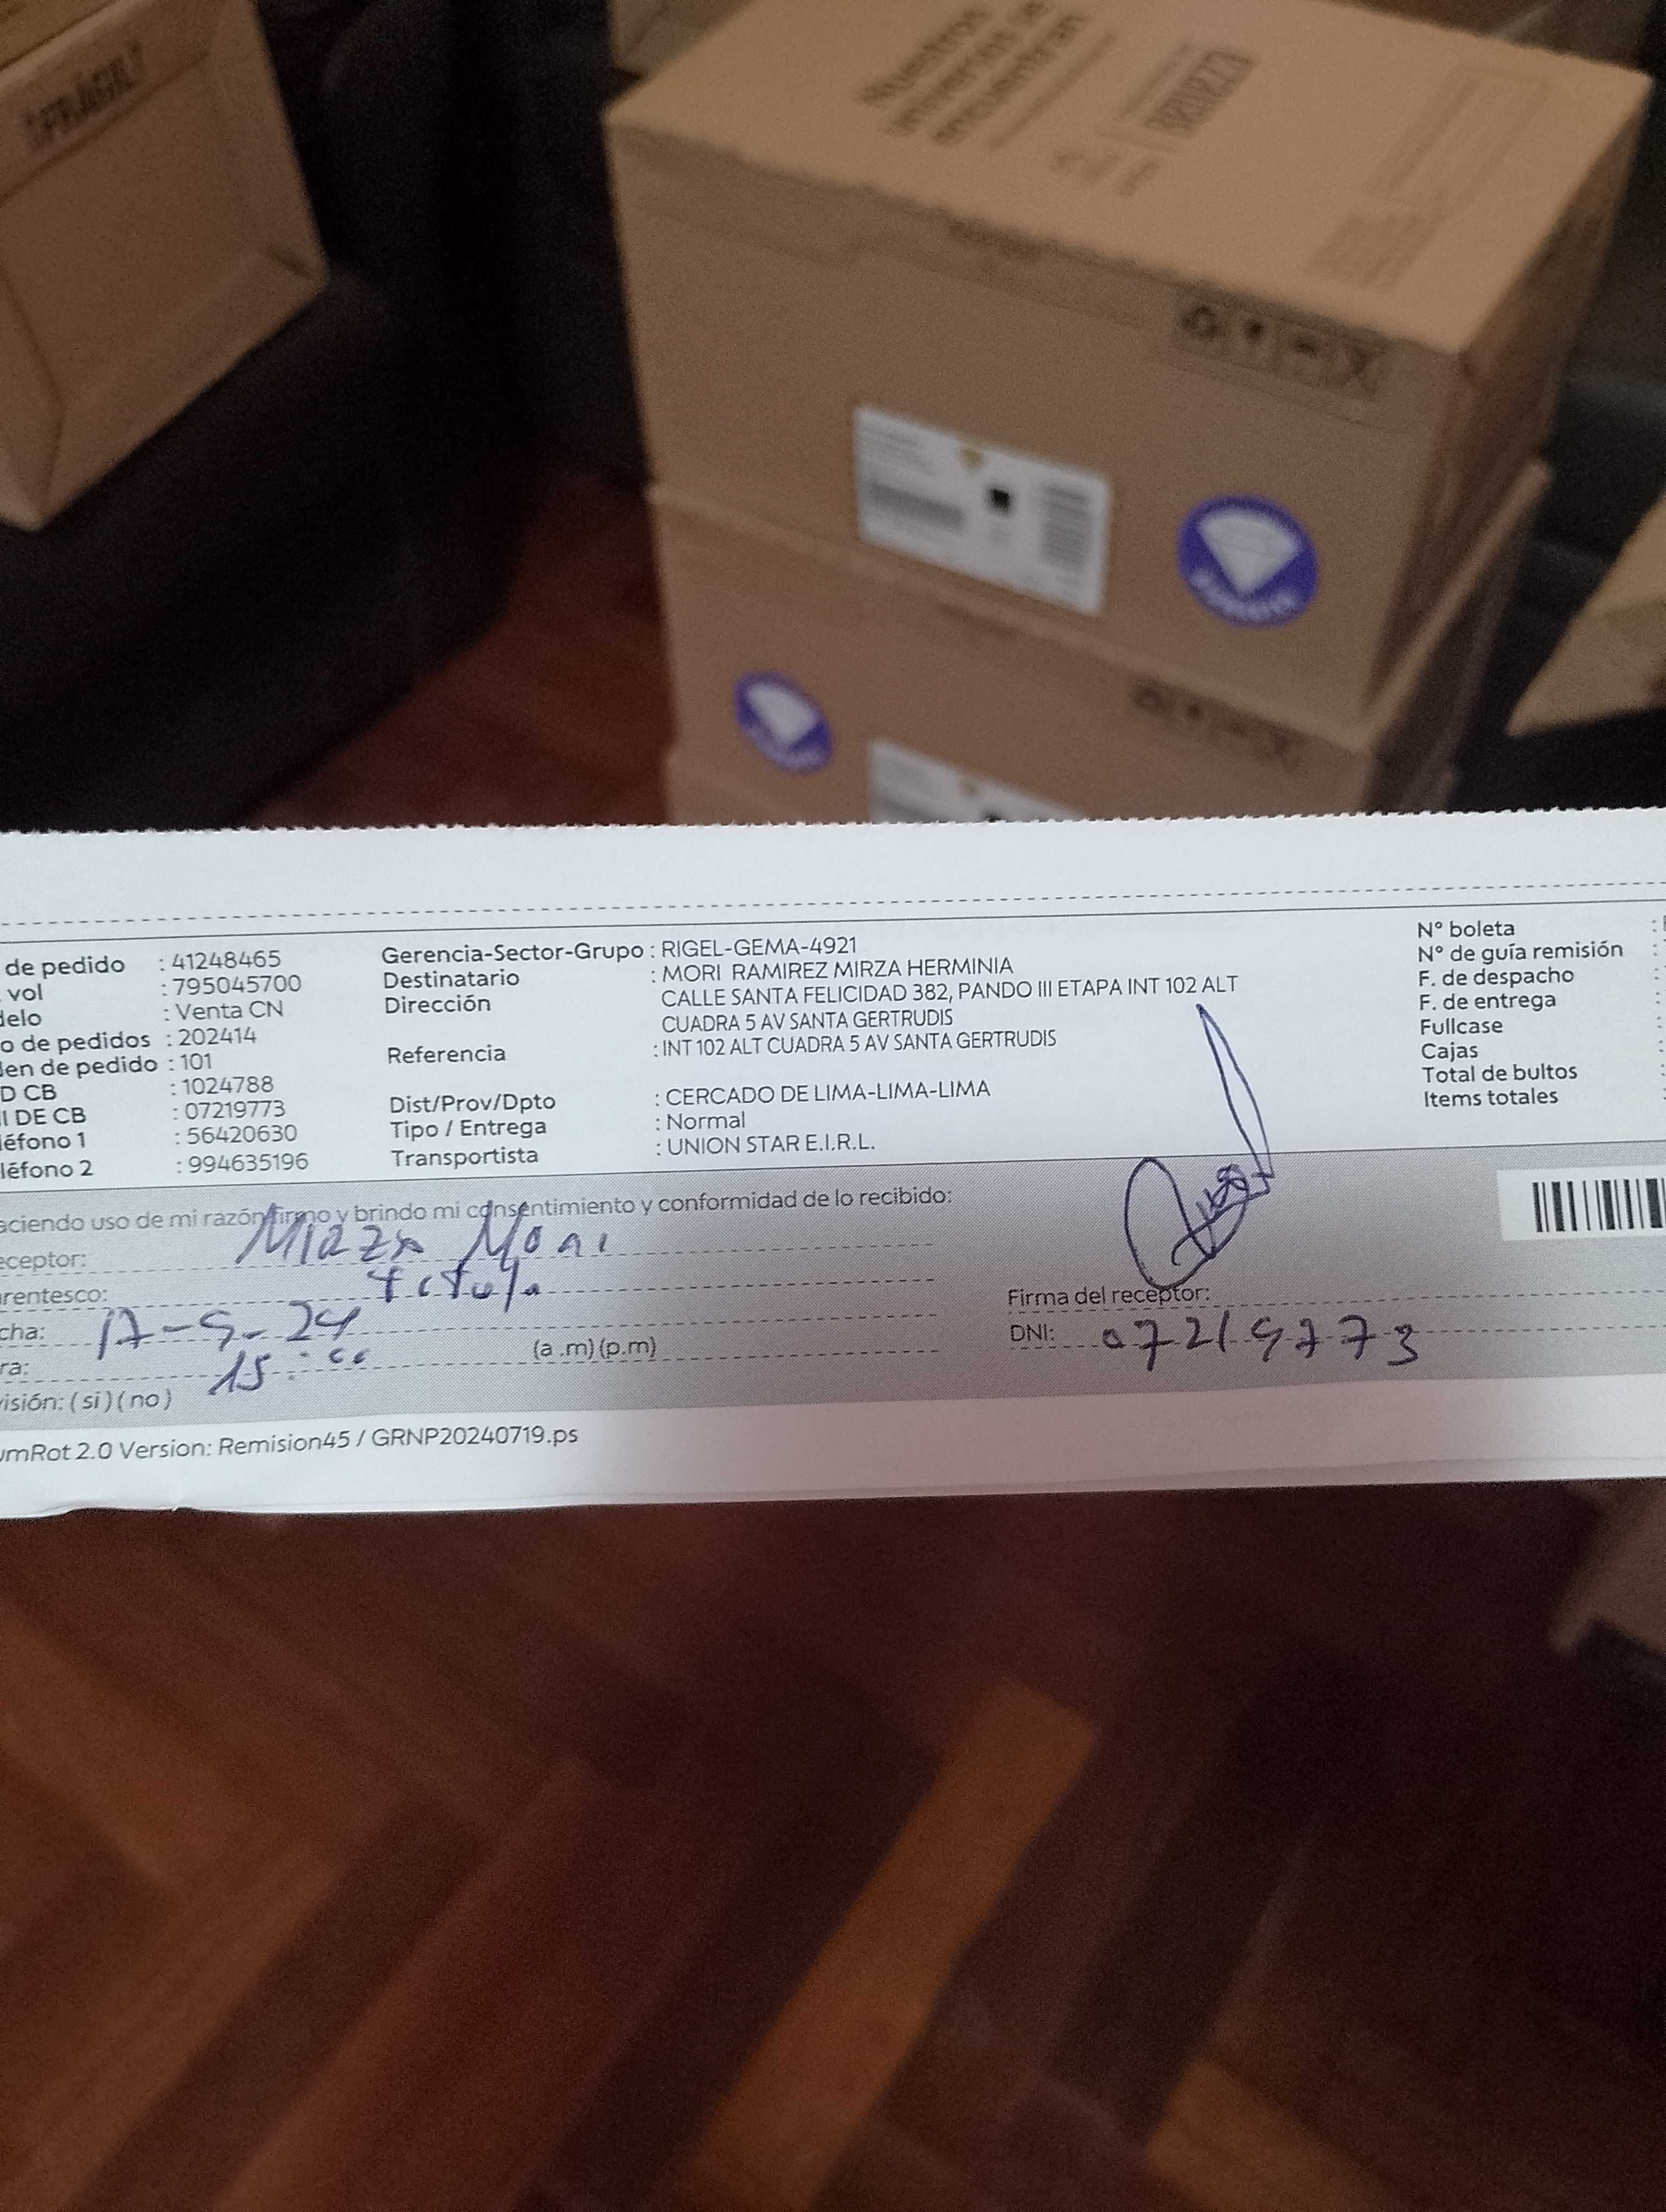 ¡FRÁGIL!
Nuestros
universos se
encuentran
de pedido : 41248465
vol : 795045700
delo : Venta CN
o de pedidos : 202414
den de pedido : 101
D CB : 1024788
I DE CB : 07219773
léfono 1 : 56420630
léfono 2 : 994635196
Gerencia-Sector-Grupo : RIGEL-GEMA-4921
Destinatario : MORI RAMIREZ MIRZA HERMINIA
Dirección CALLE SANTA FELICIDAD 382, PANDO III ETAPA INT 102 ALT
CUADRA 5 AV SANTA GERTRUDIS
Referencia : INT 102 ALT CUADRA 5 AV SANTA GERTRUDIS
Dist/Prov/Dpto : CERCADO DE LIMA-LIMA-LIMA
Tipo / Entrega : Normal
Transportista : UNION STAR E.I.R.L.
N° boleta :
N° de guía remisión :
F. de despacho :
F. de entrega :
Fullcase :
Cajas :
Total de bultos :
Items totales :
aciendo uso de mi razón firmo y brindo mi consentimiento y conformidad de lo recibido:
eceptor: Mirza Mori
rentesco: titula
cha: 17-9-24
ra: 15: (a .m) (p.m)
visión: ( si ) ( no )
Firma del receptor:
DNI: 07219773
umRot 2.0 Version: Remision45 / GRNP20240719.ps